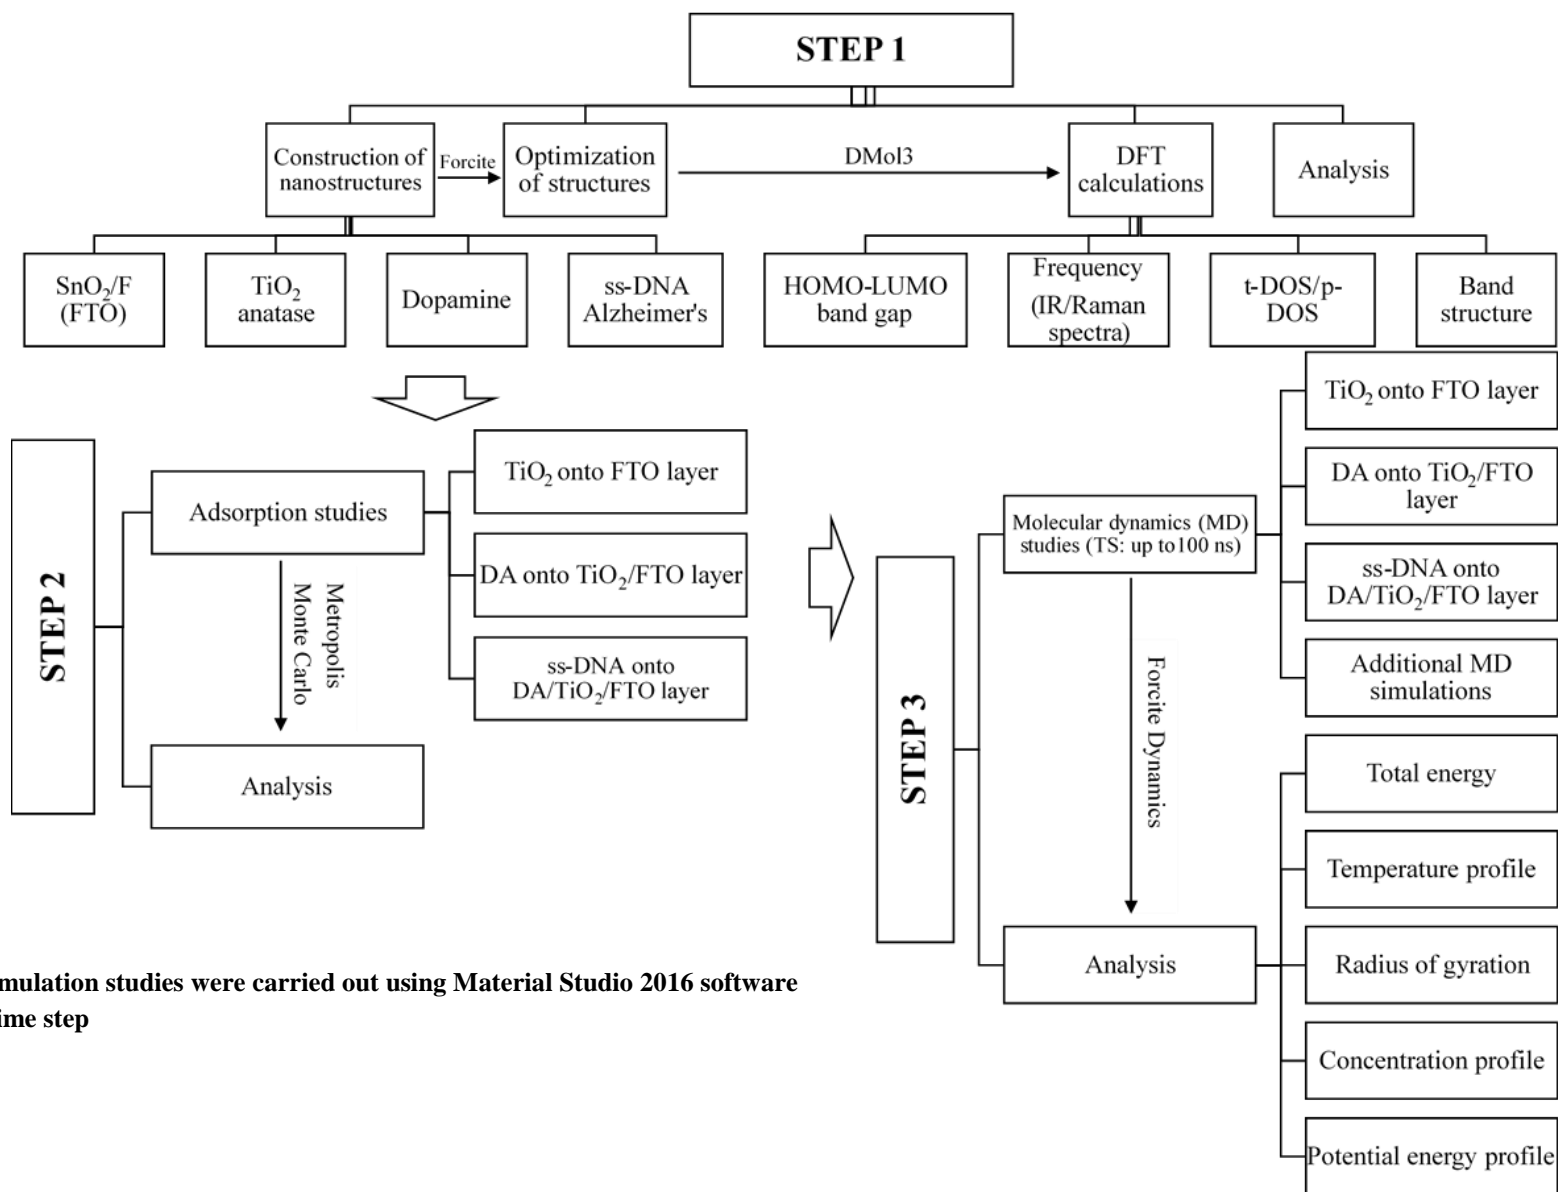 STEP 1
Construction of
nanostructures
Forcite
Optimization
of structures
DMol3
DFT
calculations
Analysis
SnO₂/F
(FTO)
TiO₂
anatase
Dopamine
ss-DNA
Alzheimer's
HOMO-LUMO
band gap
Frequency
(IR/Raman
spectra)
t-DOS/p-
DOS
Band
structure
STEP 2
Adsorption studies
Metropolis
Monte Carlo
Analysis
TiO₂ onto FTO layer
DA onto TiO₂/FTO layer
ss-DNA onto
DA/TiO₂/FTO layer
STEP 3
Molecular dynamics (MD)
studies (TS: up to100 ns)
Forcite Dynamics
Analysis
TiO₂ onto FTO layer
DA onto TiO₂/FTO
layer
ss-DNA onto
DA/TiO₂/FTO layer
Additional MD
simulations
Total energy
Temperature profile
Radius of gyration
Concentration profile
Potential energy profile
mulation studies were carried out using Material Studio 2016 software
ime step